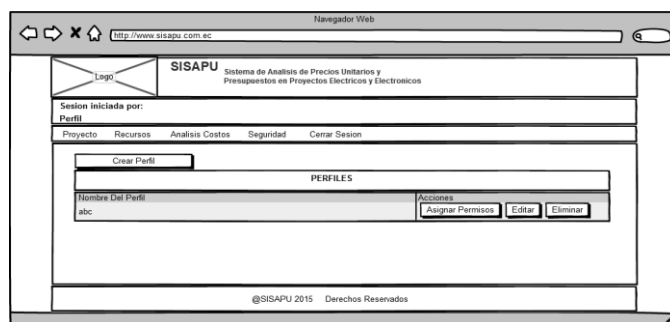 Navegador Web
http://www.sisapu.com.ec
Logo
SISAPU
Sistema de Analisis de Precios Unitarios y
Presupuestos en Proyectos Electricos y Electronicos
Sesion iniciada por:
Perfil
Proyecto Recursos Analisis Costos Seguridad Cerrar Sesion
Crear Perfil
PERFILES
Nombre Del Perfil Acciones
abc Asignar Permisos Editar Eliminar
@SISAPU 2015 Derechos Reservados